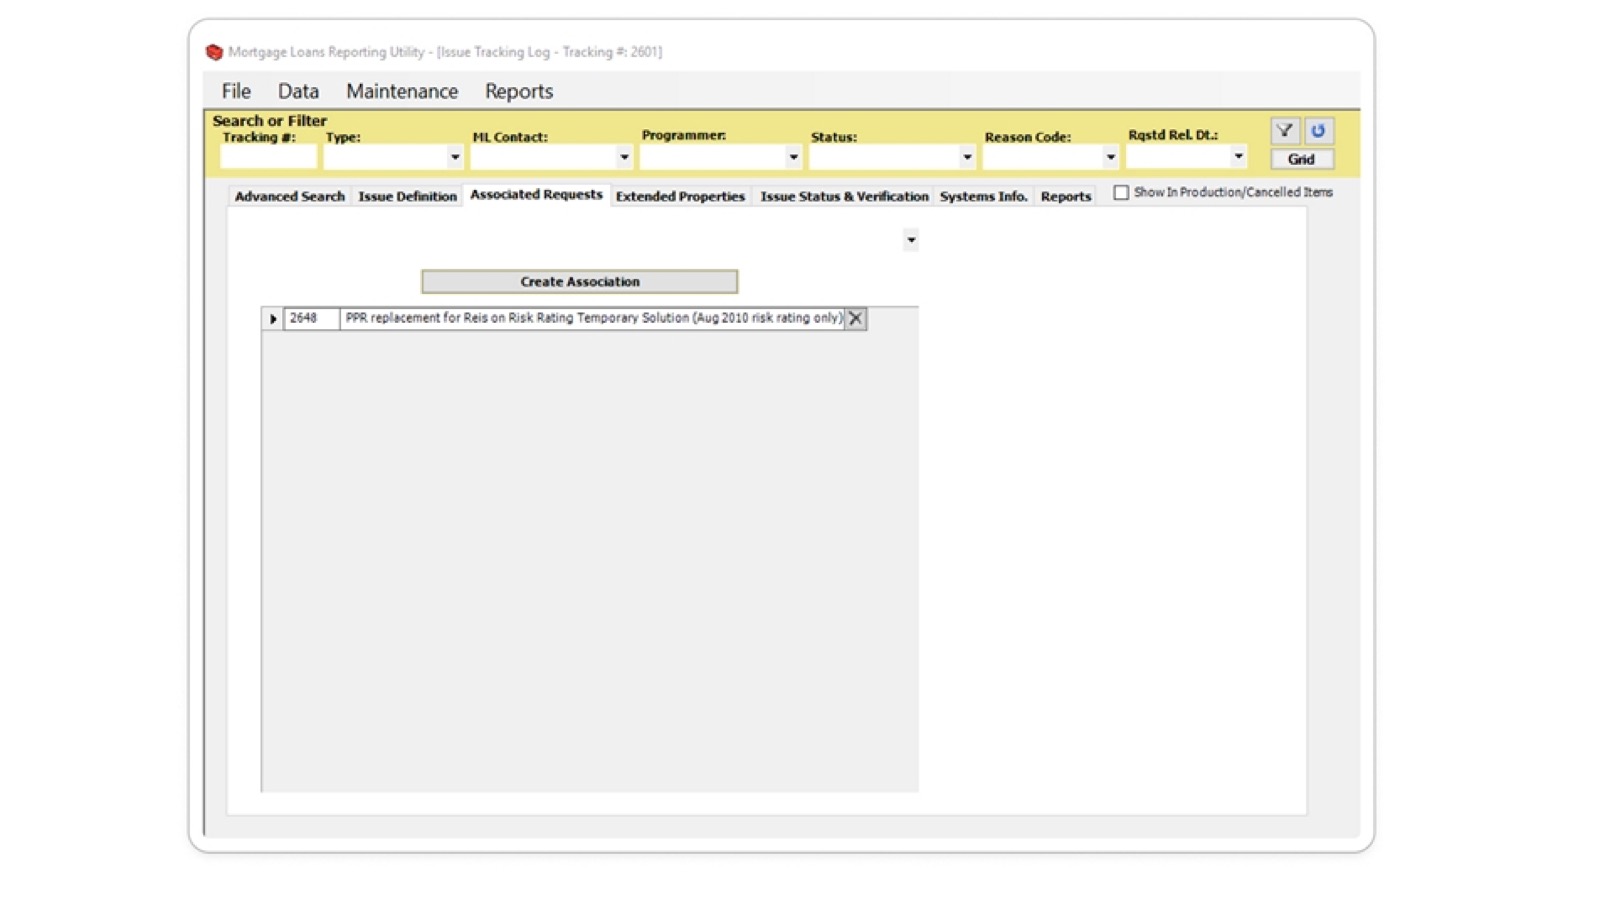 Mortgage Loans Reporting Utility - [Issue Tracking Log - Tracking #: 2601]
File Data Maintenance Reports
Search or Filter
Tracking #: Type: ML Contact: Programmer: Status: Reason Code: Rqstd Rel. Dt.:
Grid
Advanced Search Issue Definition Associated Requests Extended Properties Issue Status & Verification Systems Info. Reports Show In Production/Cancelled Items
Create Association
2648 PPR replacement for Reis on Risk Rating Temporary Solution (Aug 2010 risk rating only)